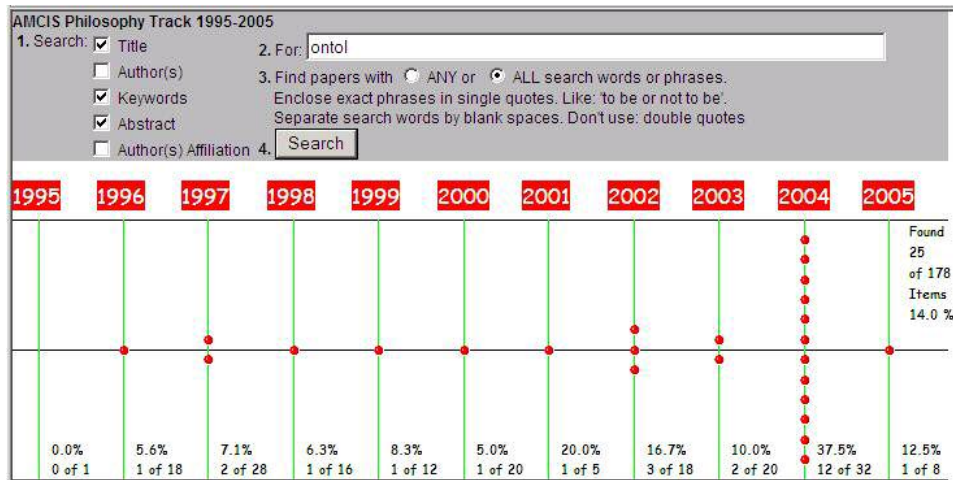 AMCIS Philosophy Track 1995-2005
1. Search: Title 2. For: ontol
Author(s) 3. Find papers with ANY or ALL search words or phrases.
Keywords Enclose exact phrases in single quotes. Like: 'to be or not to be'.
Abstract Separate search words by blank spaces. Don't use: double quotes
Author(s) Affiliation 4. Search
1995 1996 1997 1998 1999 2000 2001 2002 2003 2004 2005
Found
25
of 178
Items
14.0 %
0.0% 5.6% 7.1% 6.3% 8.3% 5.0% 20.0% 16.7% 10.0% 37.5% 12.5%
0 of 1 1 of 18 2 of 28 1 of 16 1 of 12 1 of 20 1 of 5 3 of 18 2 of 20 12 of 32 1 of 8